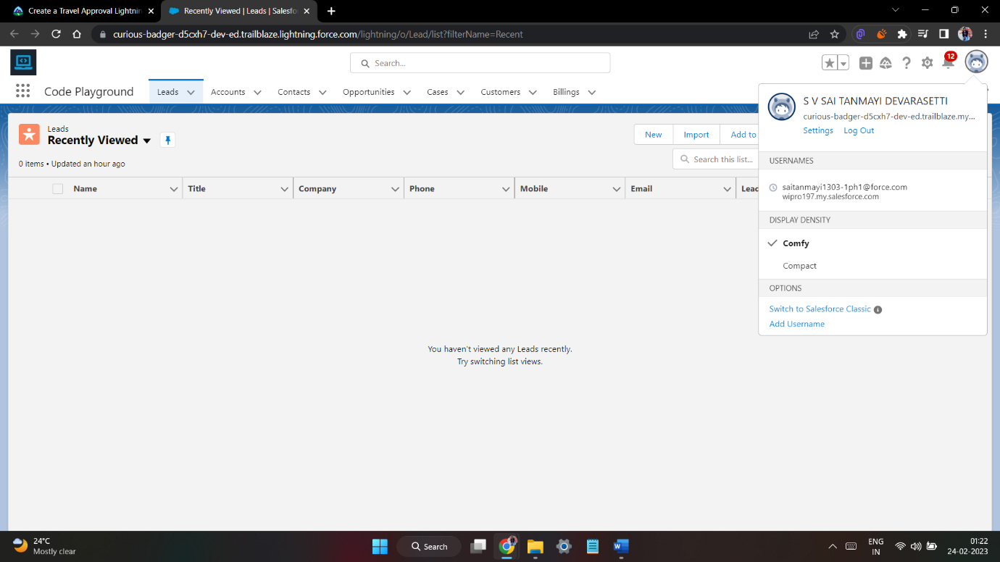 Create a Travel Approval Lightnin
Recently Viewed | Leads | Salesfo
curious-badger-d5cxh7-dev-ed.trailblaze.lightning.force.com/lightning/o/Lead/list?filterName=Recent
Search...
12
Code Playground
Leads
Accounts
Contacts
Opportunities
Cases
Customers
Billings
S V SAI TANMAYI DEVARASETTI
curious-badger-d5cxh7-dev-ed.trailblaze.my...
Settings Log Out
Leads
Recently Viewed
New
Import
Add to
0 items • Updated an hour ago
Search this list...
USERNAMES
saitanmayi1303-1ph1@force.com
wipro197.my.salesforce.com
Name
Title
Company
Phone
Mobile
Email
Lead
DISPLAY DENSITY
Comfy
Compact
OPTIONS
Switch to Salesforce Classic
Add Username
You haven't viewed any Leads recently.
Try switching list views.
24°C
Mostly clear
Search
ENG
IN
01:22
24-02-2023